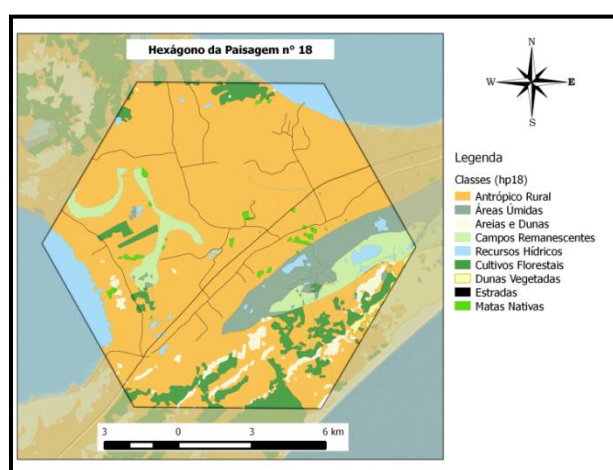 Hexágono da Paisagem n° 18
N
W
E
S
Legenda
Classes (hp18)
Antrópico Rural
Áreas Úmidas
Areias e Dunas
Campos Remanescentes
Recursos Hídricos
Cultivos Florestais
Dunas Vegetadas
Estradas
Matas Nativas
3 0 3 6 km